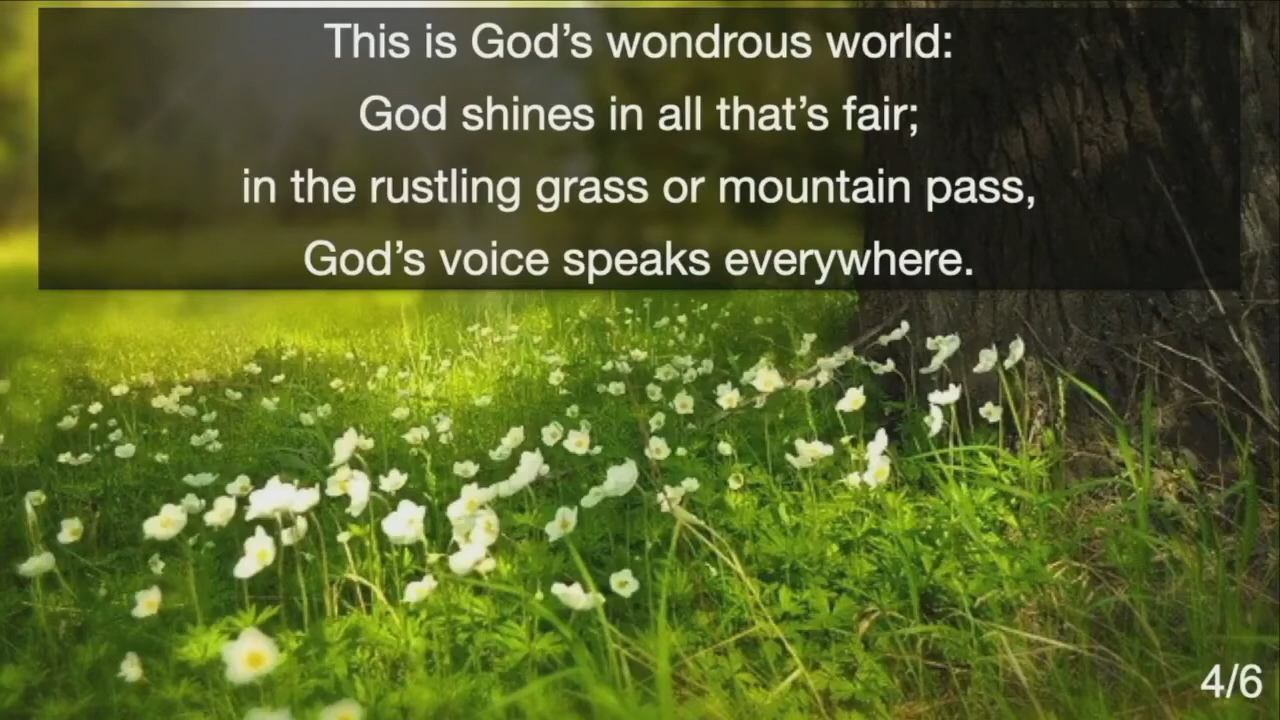 This is God’s wondrous world:
God shines in all that’s fair;
in the rustling grass or mountain pass,
God’s voice speaks everywhere.
4/6